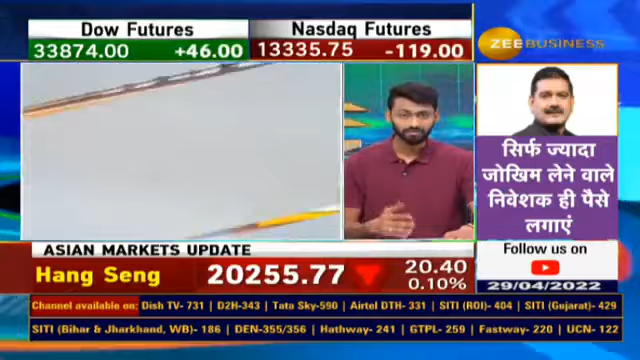 Dow Futures
33874.00 +46.00
Nasdaq Futures
13335.75 -119.00
ZEE BUSINESS
सिर्फ ज्यादा
जोखिम लेने वाले
निवेशक ही पैसे
लगाएं
Follow us on
29/04/2022
ASIAN MARKETS UPDATE
Hang Seng 20255.77 20.40
0.10%
Channel available on: Dish TV- 731 | D2H-343 | Tata Sky-590 | Airtel DTH- 331 | SITI (ROI)- 404 | SITI (Gujarat)- 429
SITI (Bihar & Jharkhand, WB)- 186 | DEN-355/356 | Hathway- 241 | GTPL- 259 | Fastway- 220 | UCN- 122